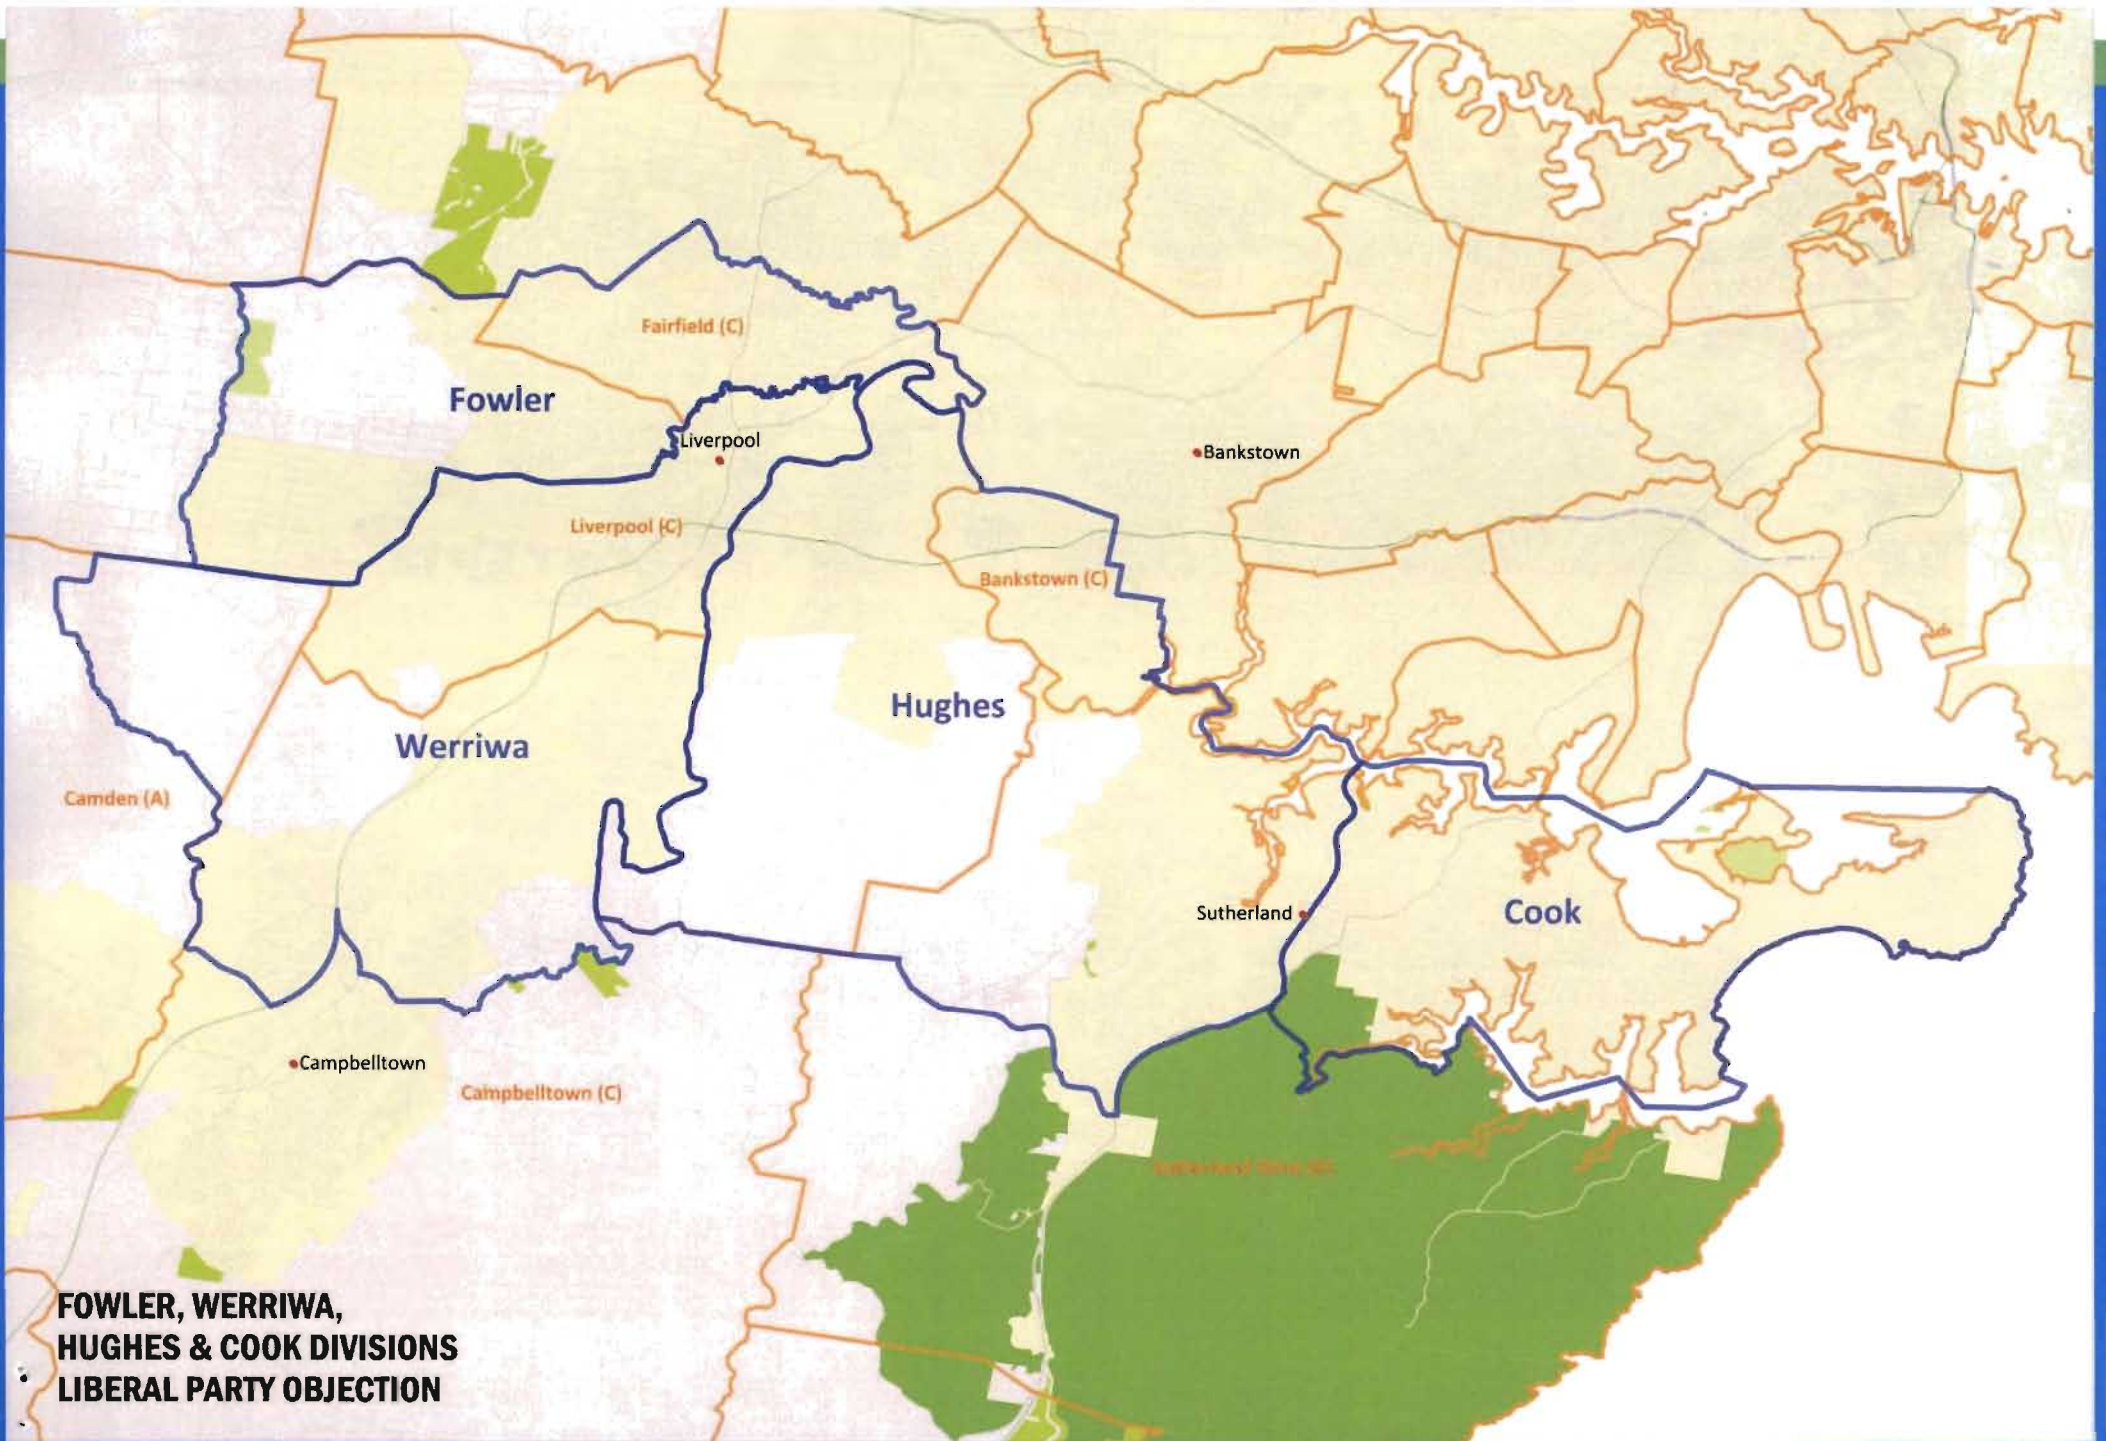 Fairfield (C)
Fowler
Liverpool
Bankstown
Liverpool (C)
Bankstown (C)
Hughes
Werriwa
Camden (A)
Sutherland
Cook
Campbelltown
Campbelltown (C)
FOWLER, WERRIWA,
HUGHES & COOK DIVISIONS
LIBERAL PARTY OBJECTION